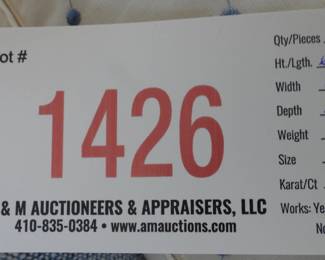 ot #
1426
& M AUCTIONEERS & APPRAISERS, LLC
410-835-0384 • www.amauctions.com
Qty/Pieces
Ht./Lgth.
Width
Depth
Weight
Size
Karat/Ct
Works: Ye
No